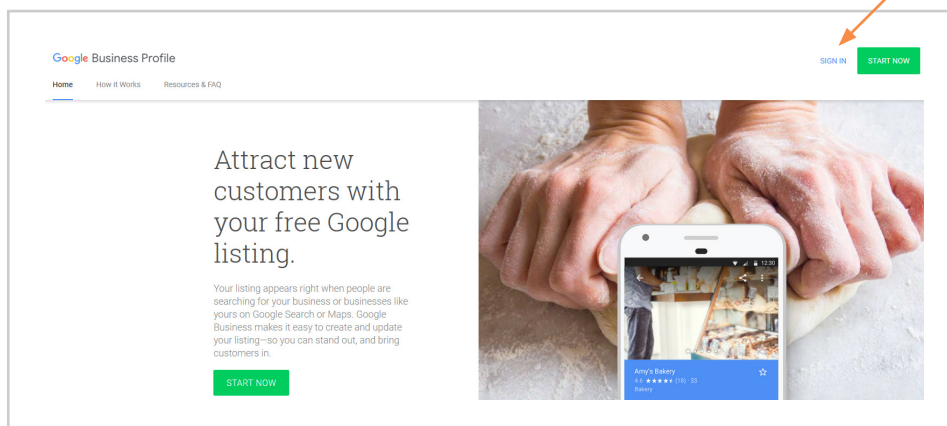 Google Business Profile
SIGN IN
START NOW
Home How it Works Resources & FAQ
Attract new
customers with
your free Google
listing.
Your listing appears right when people are
searching for your business or businesses like
yours on Google Search or Maps. Google
Business makes it easy to create and update
your listing—so you can stand out, and bring
customers in.
START NOW
12:30
Amy's Bakery
4.6 ★★★★★ (18) · $$
Bakery